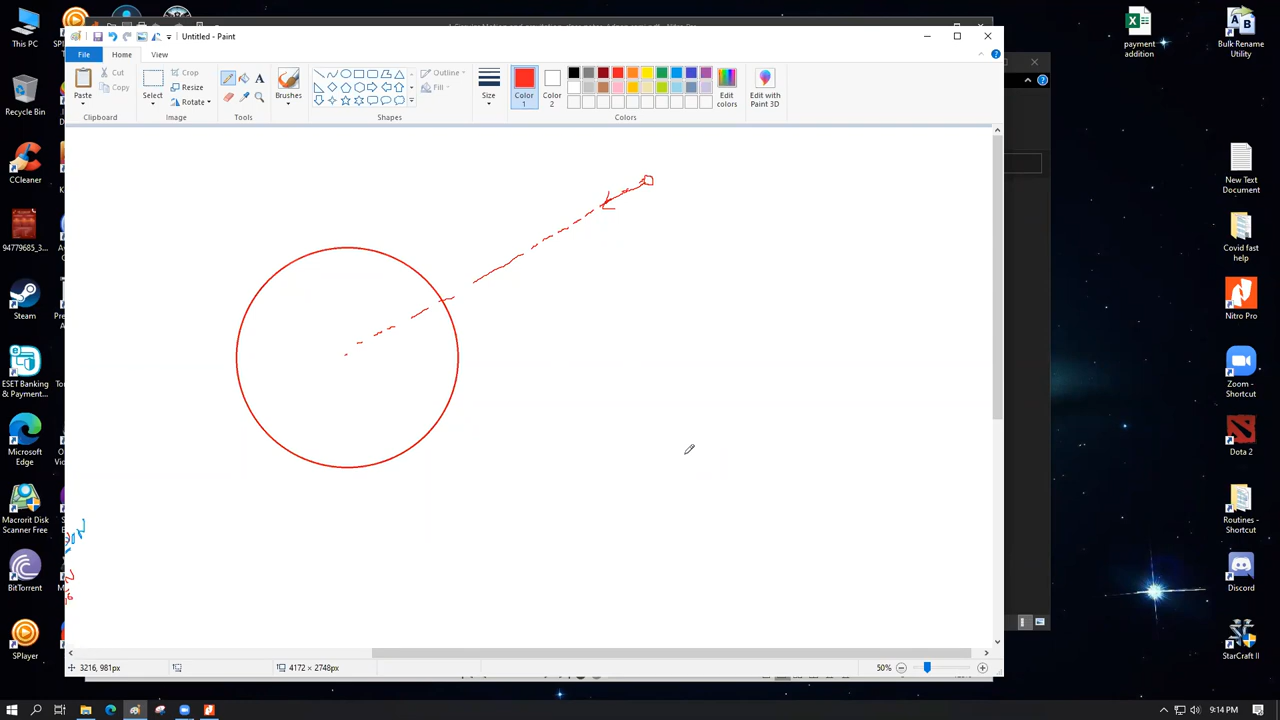 Untitled - Paint
File
Home
View
Paste
Cut
Copy
Clipboard
Select
Crop
Resize
Rotate
Image
Tools
Brushes
Outline
Fill
Shapes
Size
Color 1
Color 2
Edit colors
Colors
Edit with Paint 3D
This PC
Recycle Bin
CCleaner
94779685_3...
Steam
ESET Banking & Payment...
Microsoft Edge
Macrorit Disk Scanner Free
BitTorrent
SPlayer
payment addition
Bulk Rename Utility
New Text Document
Covid fast help
Nitro Pro
Zoom - Shortcut
Dota 2
Routines - Shortcut
Discord
StarCraft II
3216, 981px
4172 × 2748px
50%
9:14 PM